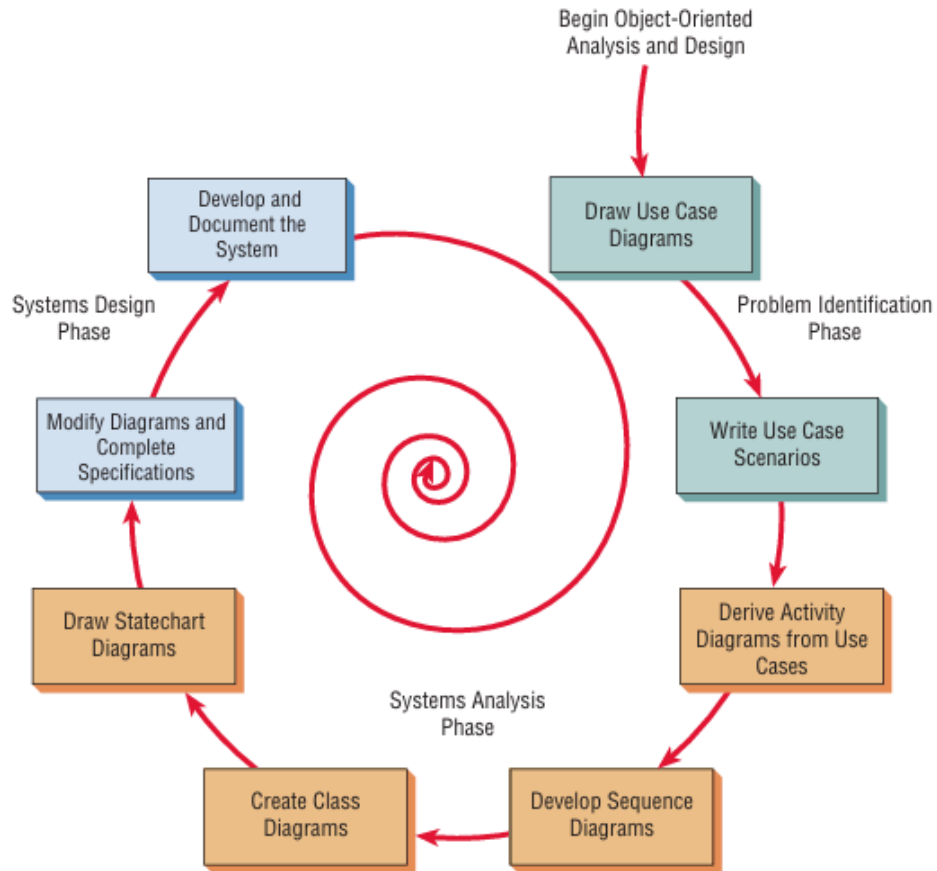 Begin Object-Oriented
Analysis and Design
Draw Use Case
Diagrams
Problem Identification
Phase
Write Use Case
Scenarios
Derive Activity
Diagrams from Use
Cases
Develop Sequence
Diagrams
Systems Analysis
Phase
Create Class
Diagrams
Draw Statechart
Diagrams
Modify Diagrams and
Complete
Specifications
Systems Design
Phase
Develop and
Document the
System